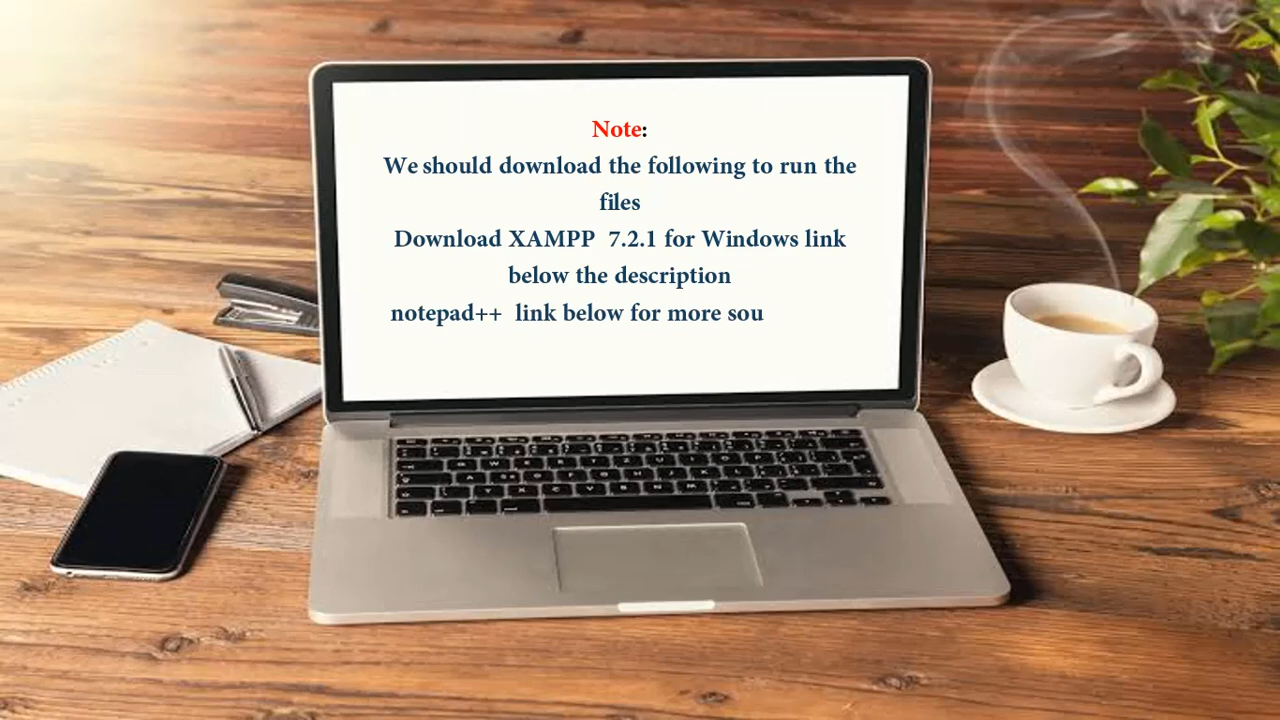 Note:
We should download the following to run the
files
Download XAMPP 7.2.1 for Windows link
below the description
notepad++ link below for more sou